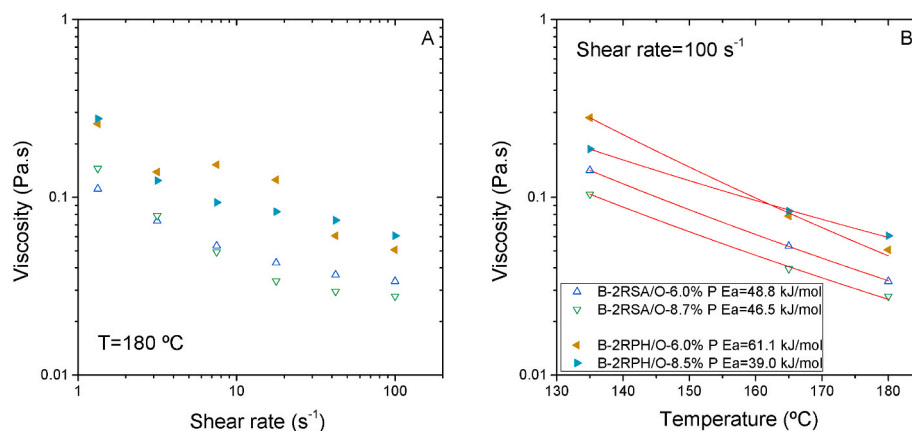 A
Viscosity (Pa.s)
1
0.1
0.01
T=180 ºC
1 10 100
Shear rate (s-1)
B
Shear rate=100 s-1
Viscosity (Pa.s)
1
0.1
0.01
B-2RSA/O-6.0% P Ea=48.8 kJ/mol
B-2RSA/O-8.7% P Ea=46.5 kJ/mol
B-2RPH/O-6.0% P Ea=61.1 kJ/mol
B-2RPH/O-8.5% P Ea=39.0 kJ/mol
130 140 150 160 170 180
Temperature (ºC)